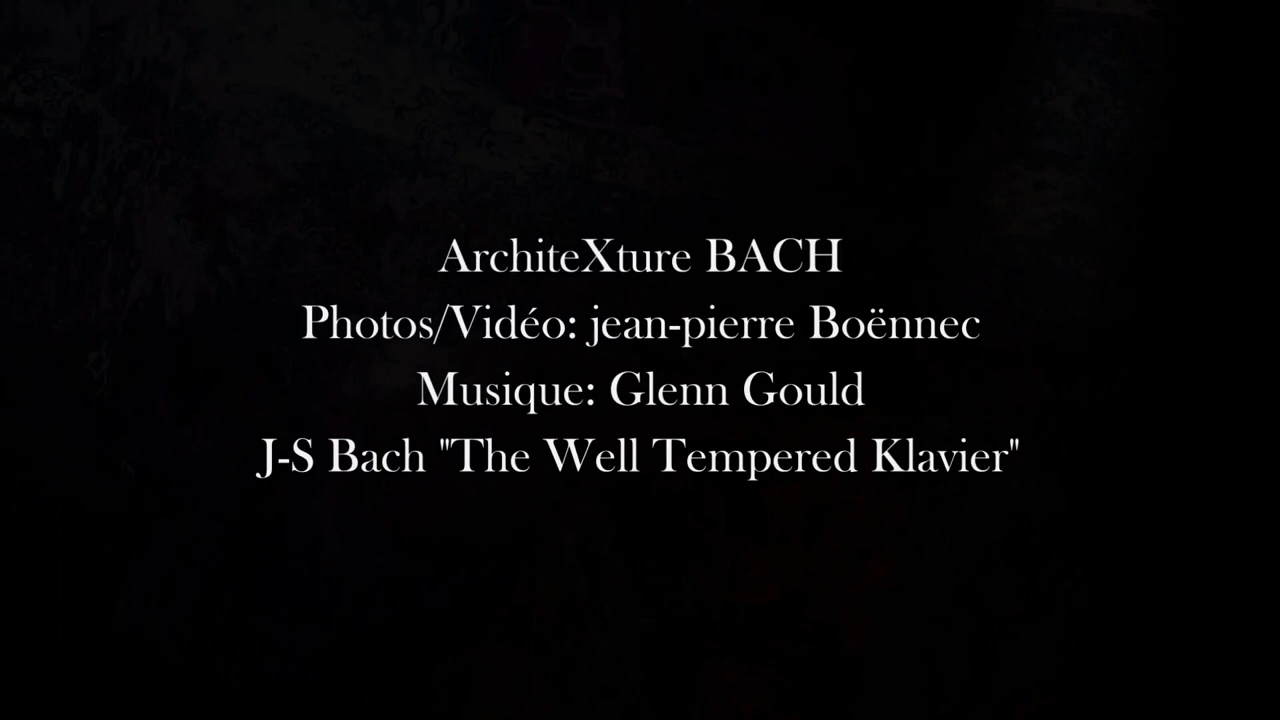 ArchiteXture BACH
Photos/Vidéo: jean-pierre Boënnec
Musique: Glenn Gould
J-S Bach "The Well Tempered Klavier"